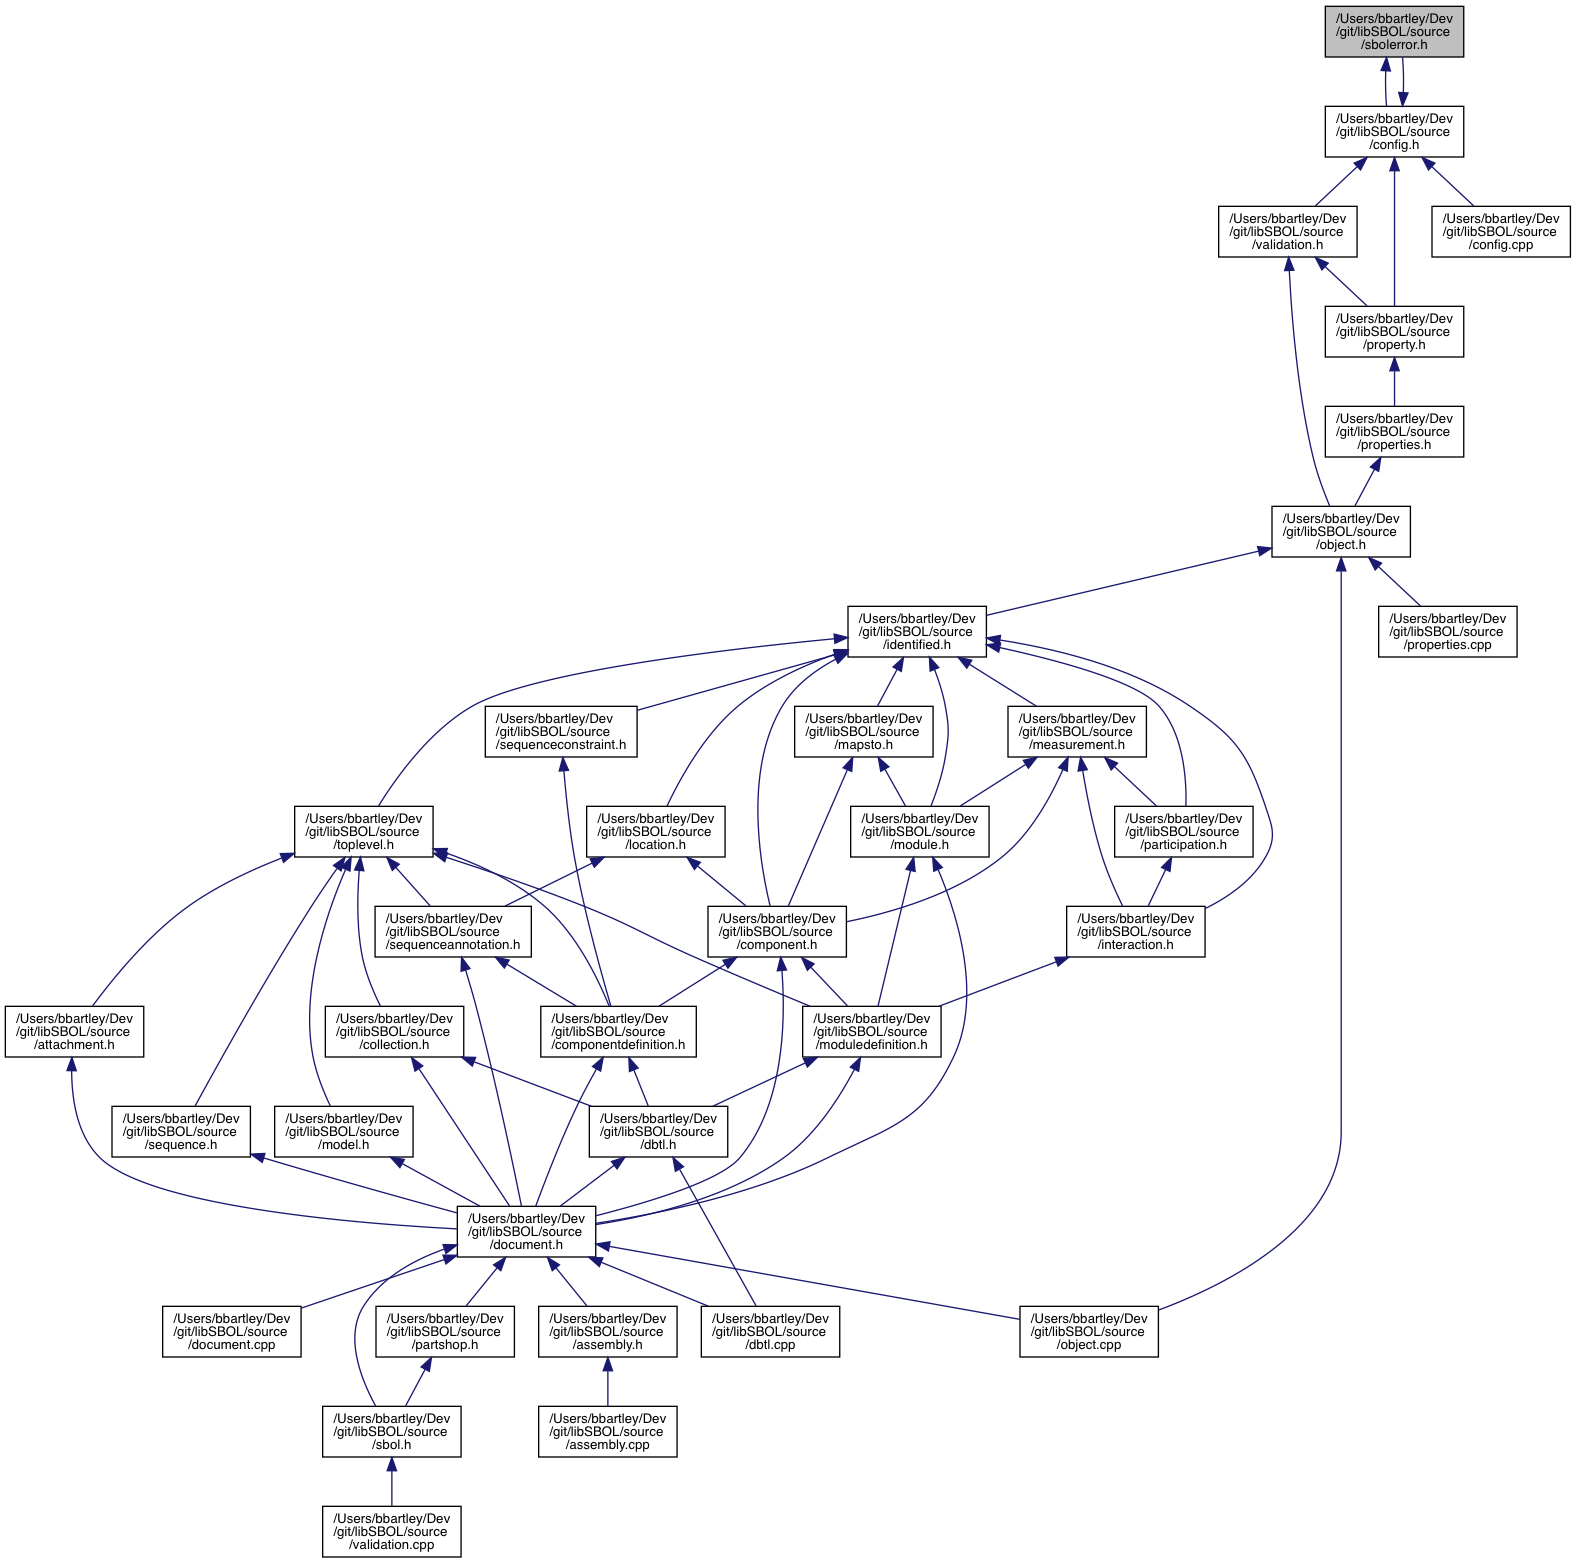 /Users/bbartley/Dev
/git/libSBOL/source
/sbolerror.h
/Users/bbartley/Dev
/git/libSBOL/source
/config.h
/Users/bbartley/Dev
/git/libSBOL/source
/validation.h
/Users/bbartley/Dev
/git/libSBOL/source
/config.cpp
/Users/bbartley/Dev
/git/libSBOL/source
/property.h
/Users/bbartley/Dev
/git/libSBOL/source
/properties.h
/Users/bbartley/Dev
/git/libSBOL/source
/object.h
/Users/bbartley/Dev
/git/libSBOL/source
/identified.h
/Users/bbartley/Dev
/git/libSBOL/source
/properties.cpp
/Users/bbartley/Dev
/git/libSBOL/source
/sequenceconstraint.h
/Users/bbartley/Dev
/git/libSBOL/source
/mapsto.h
/Users/bbartley/Dev
/git/libSBOL/source
/measurement.h
/Users/bbartley/Dev
/git/libSBOL/source
/toplevel.h
/Users/bbartley/Dev
/git/libSBOL/source
/location.h
/Users/bbartley/Dev
/git/libSBOL/source
/module.h
/Users/bbartley/Dev
/git/libSBOL/source
/participation.h
/Users/bbartley/Dev
/git/libSBOL/source
/sequenceannotation.h
/Users/bbartley/Dev
/git/libSBOL/source
/component.h
/Users/bbartley/Dev
/git/libSBOL/source
/interaction.h
/Users/bbartley/Dev
/git/libSBOL/source
/attachment.h
/Users/bbartley/Dev
/git/libSBOL/source
/collection.h
/Users/bbartley/Dev
/git/libSBOL/source
/componentdefinition.h
/Users/bbartley/Dev
/git/libSBOL/source
/moduledefinition.h
/Users/bbartley/Dev
/git/libSBOL/source
/sequence.h
/Users/bbartley/Dev
/git/libSBOL/source
/model.h
/Users/bbartley/Dev
/git/libSBOL/source
/dbtl.h
/Users/bbartley/Dev
/git/libSBOL/source
/document.h
/Users/bbartley/Dev
/git/libSBOL/source
/document.cpp
/Users/bbartley/Dev
/git/libSBOL/source
/partshop.h
/Users/bbartley/Dev
/git/libSBOL/source
/assembly.h
/Users/bbartley/Dev
/git/libSBOL/source
/dbtl.cpp
/Users/bbartley/Dev
/git/libSBOL/source
/object.cpp
/Users/bbartley/Dev
/git/libSBOL/source
/sbol.h
/Users/bbartley/Dev
/git/libSBOL/source
/assembly.cpp
/Users/bbartley/Dev
/git/libSBOL/source
/validation.cpp